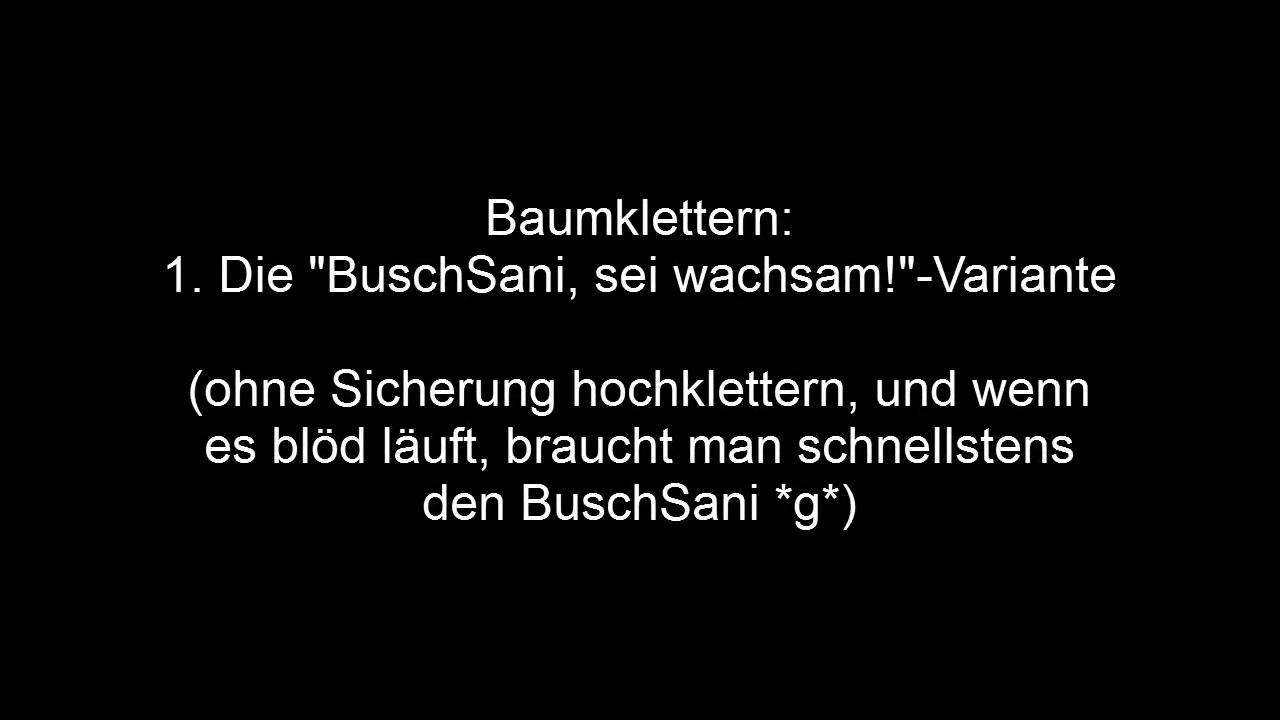 Baumklettern:
1. Die "BuschSani, sei wachsam!"-Variante
(ohne Sicherung hochklettern, und wenn
es blöd läuft, braucht man schnellstens
den BuschSani *g*)